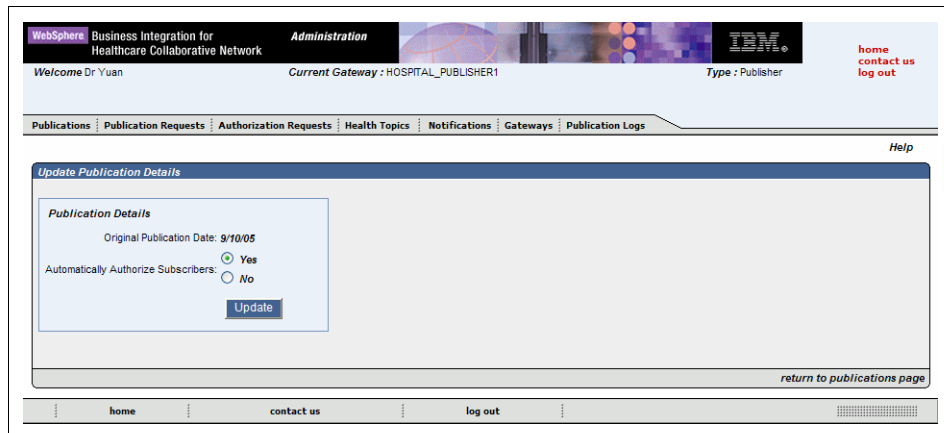 WebSphere Business Integration for Administration IBM
Healthcare Collaborative Network
home
contact us
log out
Welcome Dr Yuan Current Gateway : HOSPITAL_PUBLISHER1 Type : Publisher
Publications Publication Requests Authorization Requests Health Topics Notifications Gateways Publication Logs
Help
Update Publication Details
Publication Details
Original Publication Date: 9/10/05
Automatically Authorize Subscribers: Yes
No
Update
return to publications page
home contact us log out